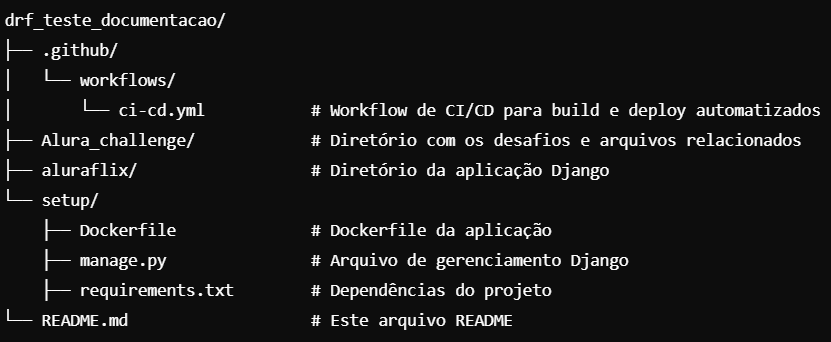 drf_teste_documentacao/
├── .github/
│   └── workflows/
│       └── ci-cd.yml           # Workflow de CI/CD para build e deploy automatizados
├── Alura_challenge/            # Diretório com os desafios e arquivos relacionados
├── aluraflix/                  # Diretório da aplicação Django
└── setup/
    ├── Dockerfile              # Dockerfile da aplicação
    ├── manage.py               # Arquivo de gerenciamento Django
    ├── requirements.txt        # Dependências do projeto
└── README.md                   # Este arquivo README